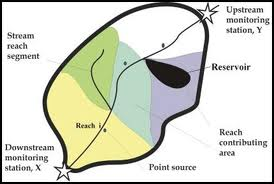 Upstream
monitoring
station, Y
Stream
reach
segment
Reservoir
Reach i
Reach
contributing
area
Downstream
monitoring
station, X
Point source